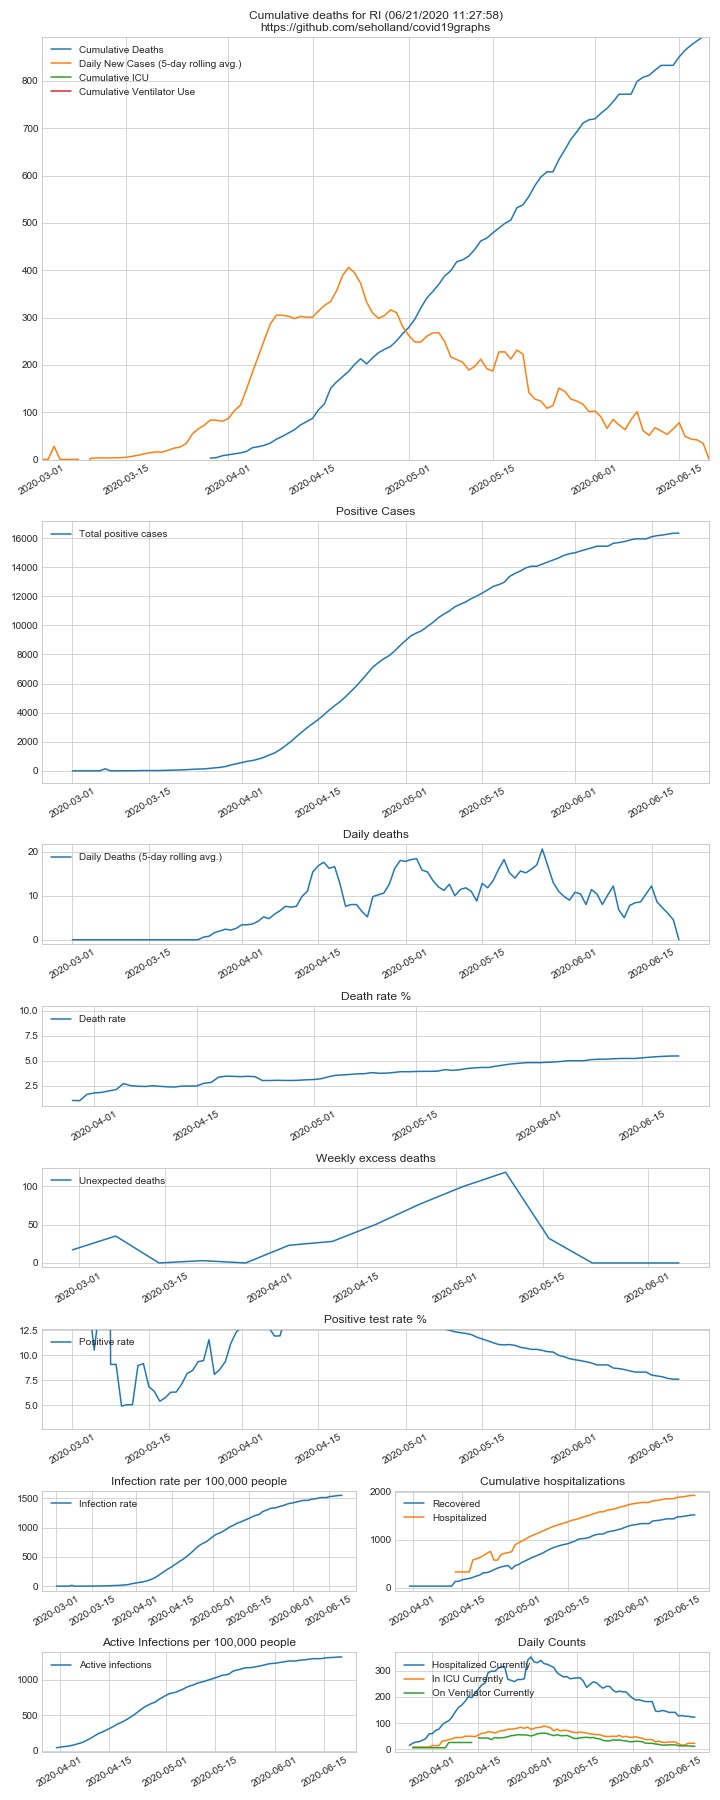 Cumulative deaths for RI (06/21/2020 11:27:58)
https://github.com/seholland/covid19graphs
Cumulative Deaths
Daily New Cases (5-day rolling avg.)
Cumulative ICU
Cumulative Ventilator Use
800
700
600
500
400
300
200
100
0
2020-03-01 2020-03-15 2020-04-01 2020-04-15 2020-05-01 2020-05-15 2020-06-01 2020-06-15
Positive Cases
Total positive cases
16000
14000
12000
10000
8000
6000
4000
2000
0
2020-03-01 2020-03-15 2020-04-01 2020-04-15 2020-05-01 2020-05-15 2020-06-01 2020-06-15
Daily deaths
Daily Deaths (5-day rolling avg.)
20
10
0
2020-03-01 2020-03-15 2020-04-01 2020-04-15 2020-05-01 2020-05-15 2020-06-01 2020-06-15
Death rate %
Death rate
10.0
7.5
5.0
2.5
2020-04-01 2020-04-15 2020-05-01 2020-05-15 2020-06-01 2020-06-15
Weekly excess deaths
Unexpected deaths
100
50
0
2020-03-01 2020-03-15 2020-04-01 2020-04-15 2020-05-01 2020-05-15 2020-06-01
Positive test rate %
Positive rate
12.5
10.0
7.5
5.0
2020-03-01 2020-03-15 2020-04-01 2020-04-15 2020-05-01 2020-05-15 2020-06-01 2020-06-15
Infection rate per 100,000 people
Infection rate
1500
1000
500
0
2020-03-01 2020-03-15 2020-04-01 2020-04-15 2020-05-01 2020-05-15 2020-06-01 2020-06-15
Cumulative hospitalizations
Recovered
Hospitalized
2000
1000
0
2020-04-01 2020-04-15 2020-05-01 2020-05-15 2020-06-01 2020-06-15
Active Infections per 100,000 people
Active infections
1000
500
0
2020-04-01 2020-04-15 2020-05-01 2020-05-15 2020-06-01 2020-06-15
Daily Counts
Hospitalized Currently
In ICU Currently
On Ventilator Currently
300
200
100
0
2020-04-01 2020-04-15 2020-05-01 2020-05-15 2020-06-01 2020-06-15